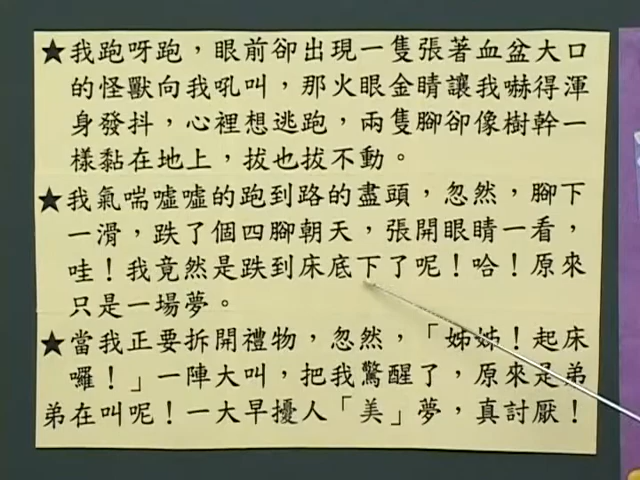 ★我跑呀跑，眼前卻出現一隻張著血盆大口
的怪獸向我吼叫，那火眼金睛讓我嚇得渾
身發抖，心裡想逃跑，兩隻腳卻像樹幹一
樣黏在地上，拔也拔不動。
★我氣喘噓噓的跑到路的盡頭，忽然，腳下
一滑，跌了個四腳朝天，張開眼睛一看，
哇！我竟然是跌到床底下了呢！哈！原來
只是一場夢。
★當我正要拆開禮物，忽然，「姊姊！起床
囉！」一陣大叫，把我驚醒了，原來是弟
弟在叫呢！一大早擾人「美」夢，真討厭！